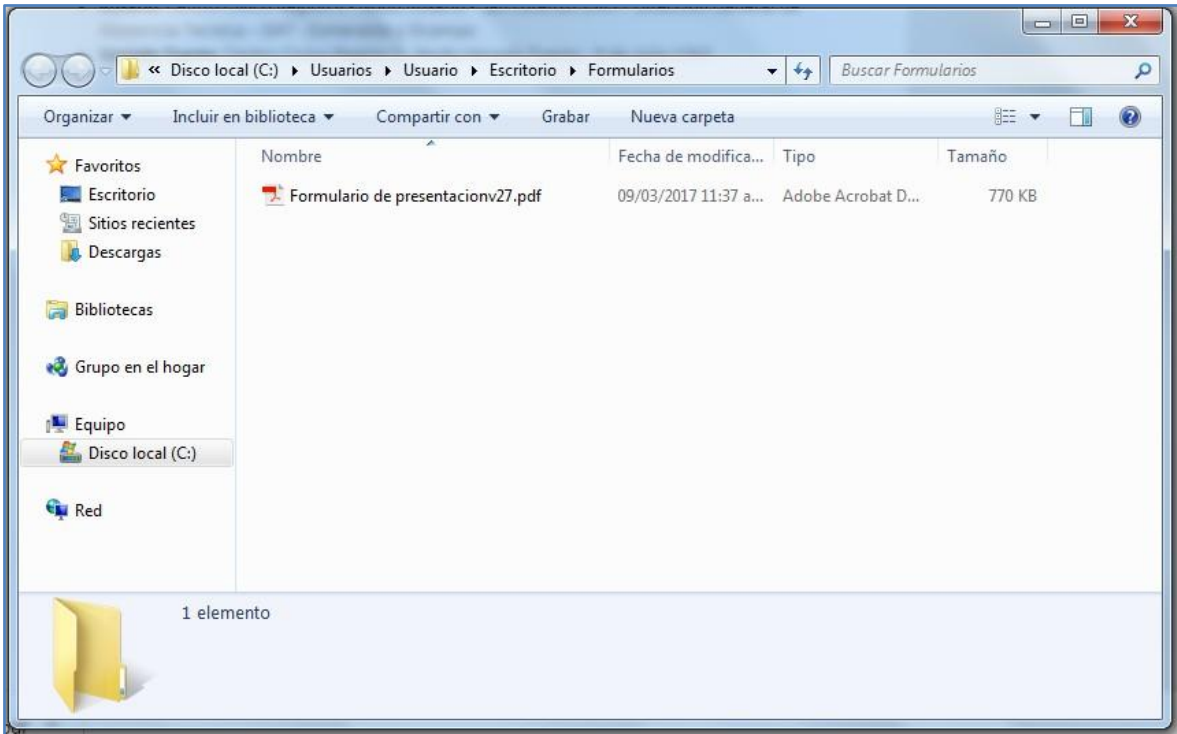 « Disco local (C:) ▸ Usuarios ▸ Usuario ▸ Escritorio ▸ Formularios
Buscar Formularios
Organizar Incluir en biblioteca Compartir con Grabar Nueva carpeta
Favoritos
Escritorio
Sitios recientes
Descargas
Bibliotecas
Grupo en el hogar
Equipo
Disco local (C:)
Red
Nombre Fecha de modifica... Tipo Tamaño
Formulario de presentacionv27.pdf 09/03/2017 11:37 a... Adobe Acrobat D... 770 KB
1 elemento